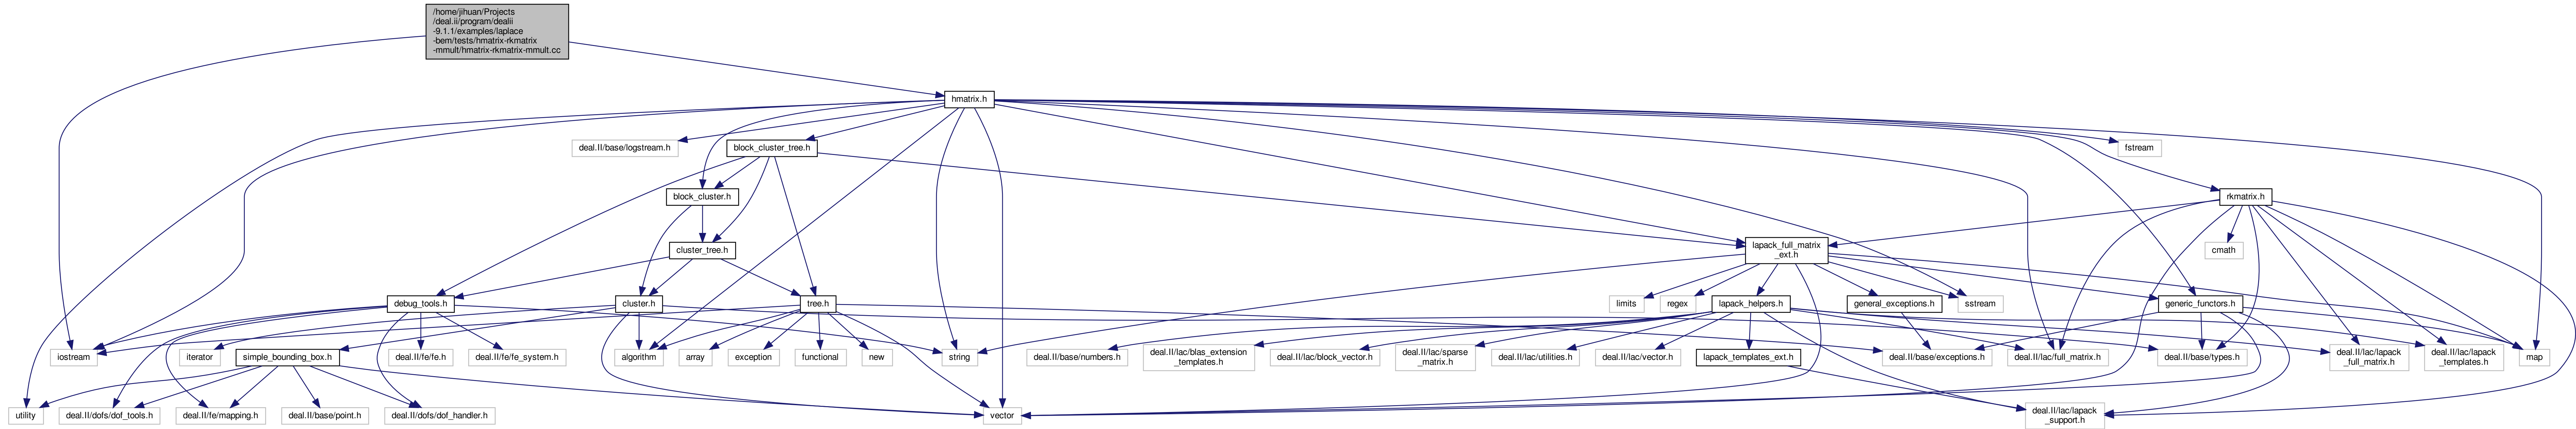 /home/jihuan/Projects
/deal.ii/program/dealii
-9.1.1/examples/laplace
-bem/tests/hmatrix-rkmatrix
-mmult/hmatrix-rkmatrix-mmult.cc
hmatrix.h
deal.II/base/logstream.h
block_cluster_tree.h
fstream
block_cluster.h
rkmatrix.h
cluster_tree.h
lapack_full_matrix
_ext.h
cmath
debug_tools.h
cluster.h
tree.h
limits
regex
lapack_helpers.h
general_exceptions.h
sstream
generic_functors.h
iostream
iterator
simple_bounding_box.h
deal.II/fe/fe.h
deal.II/fe/fe_system.h
algorithm
array
exception
functional
new
string
deal.II/base/numbers.h
deal.II/lac/blas_extension
_templates.h
deal.II/lac/block_vector.h
deal.II/lac/sparse
_matrix.h
deal.II/lac/utilities.h
deal.II/lac/vector.h
lapack_templates_ext.h
deal.II/base/exceptions.h
deal.II/lac/full_matrix.h
deal.II/base/types.h
deal.II/lac/lapack
_full_matrix.h
deal.II/lac/lapack
_templates.h
map
utility
deal.II/dofs/dof_tools.h
deal.II/fe/mapping.h
deal.II/base/point.h
deal.II/dofs/dof_handler.h
vector
deal.II/lac/lapack
_support.h